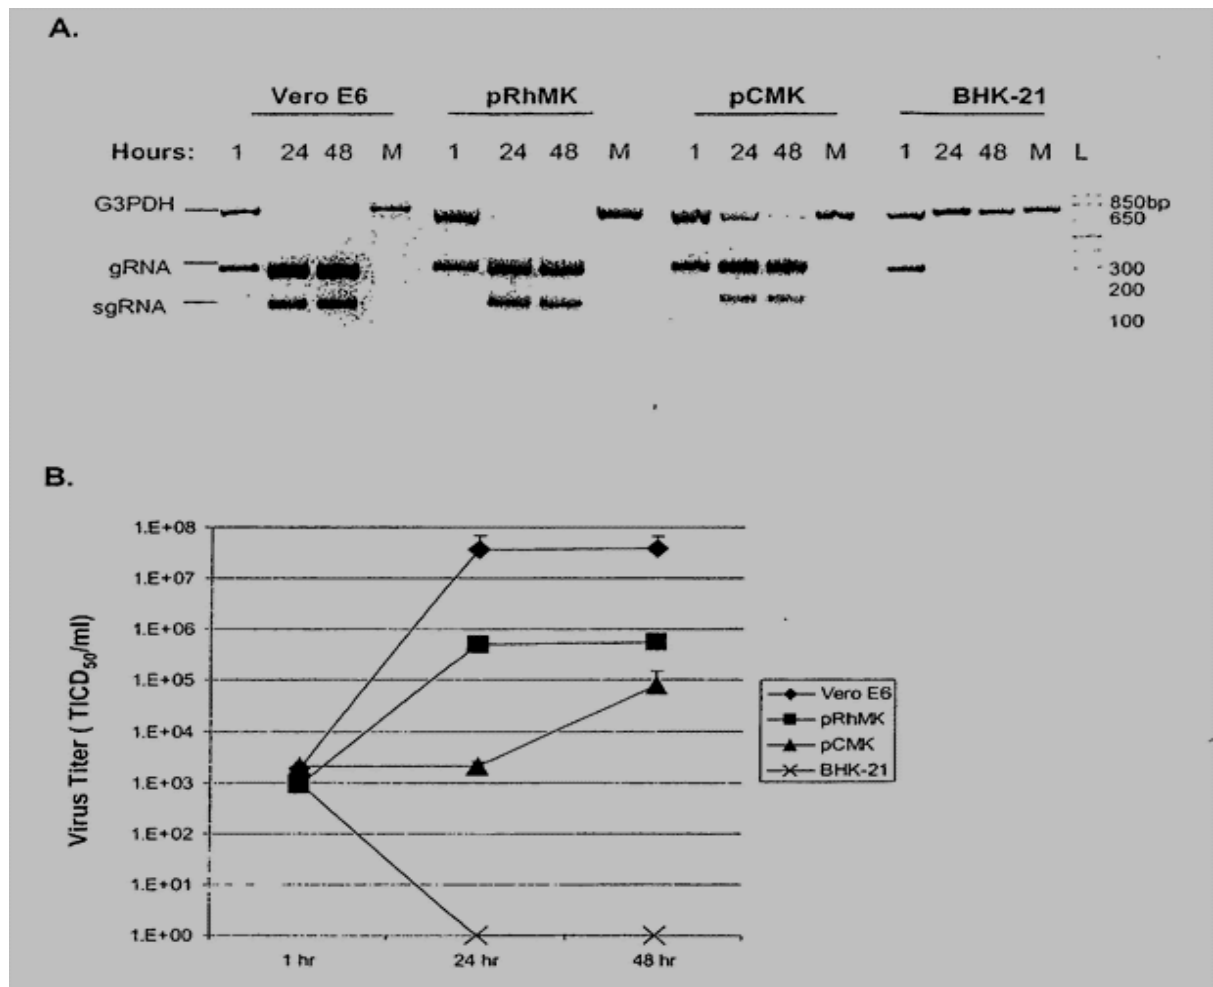 A.
Vero E6 pRhMK pCMK BHK-21
Hours: 1 24 48 M 1 24 48 M 1 24 48 M 1 24 48 M L
G3PDH 850bp
650
gRNA 300
200
sgRNA
100
B.
1.E+08
1.E+07
1.E+06
1.E+05
1.E+04
1.E+03
1.E+02
1.E+01
1.E+00
Virus Titer ( TICD50/ml)
1 hr 24 hr 48 hr
Vero E6
pRhMK
pCMK
BHK-21